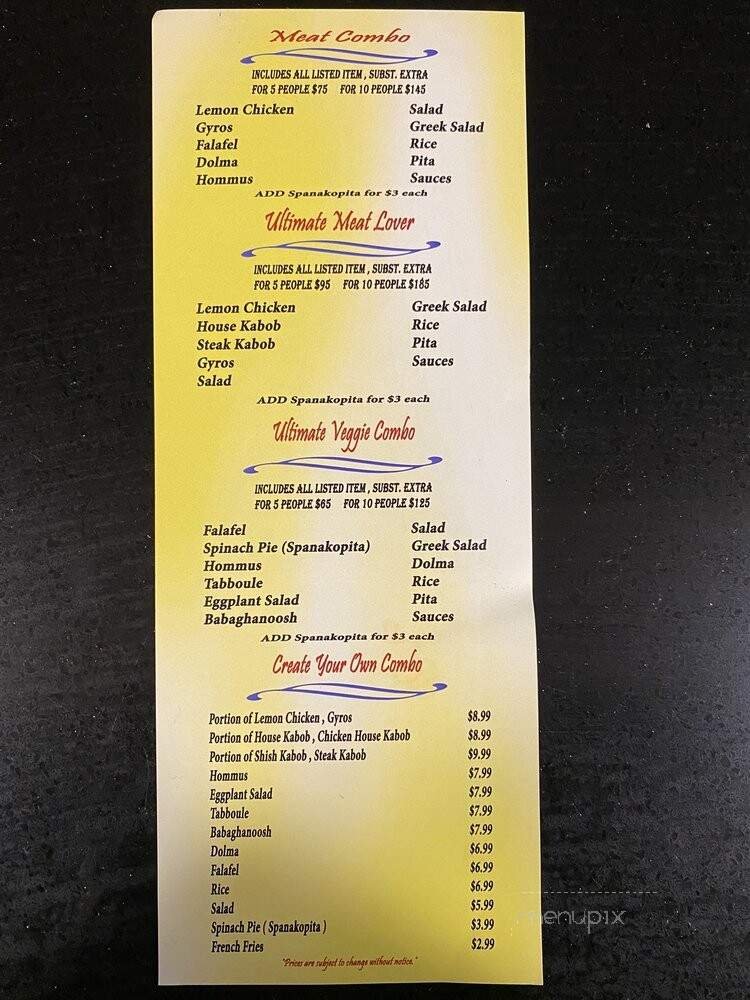 Meat Combo
INCLUDES ALL LISTED ITEM , SUBST. EXTRA
FOR 5 PEOPLE $75 FOR 10 PEOPLE $145
Lemon Chicken Salad
Gyros Greek Salad
Falafel Rice
Dolma Pita
Hommus Sauces
ADD Spanakopita for $3 each
Ultimate Meat Lover
INCLUDES ALL LISTED ITEM , SUBST. EXTRA
FOR 5 PEOPLE $95 FOR 10 PEOPLE $185
Lemon Chicken Greek Salad
House Kabob Rice
Steak Kabob Pita
Gyros Sauces
Salad
ADD Spanakopita for $3 each
Ultimate Veggie Combo
INCLUDES ALL LISTED ITEM , SUBST. EXTRA
FOR 5 PEOPLE $65 FOR 10 PEOPLE $125
Falafel Salad
Spinach Pie (Spanakopita) Greek Salad
Hommus Dolma
Tabboule Rice
Eggplant Salad Pita
Babaghanoosh Sauces
ADD Spanakopita for $3 each
Create Your Own Combo
Portion of Lemon Chicken , Gyros $8.99
Portion of House Kabob , Chicken House Kabob $8.99
Portion of Shish Kabob , Steak Kabob $9.99
Hommus $7.99
Eggplant Salad $7.99
Tabboule $7.99
Babaghanoosh $7.99
Dolma $6.99
Falafel $6.99
Rice $6.99
Salad $5.99
Spinach Pie ( Spanakopita ) $3.99
French Fries $2.99
"Prices are subject to change without notice."
menupix